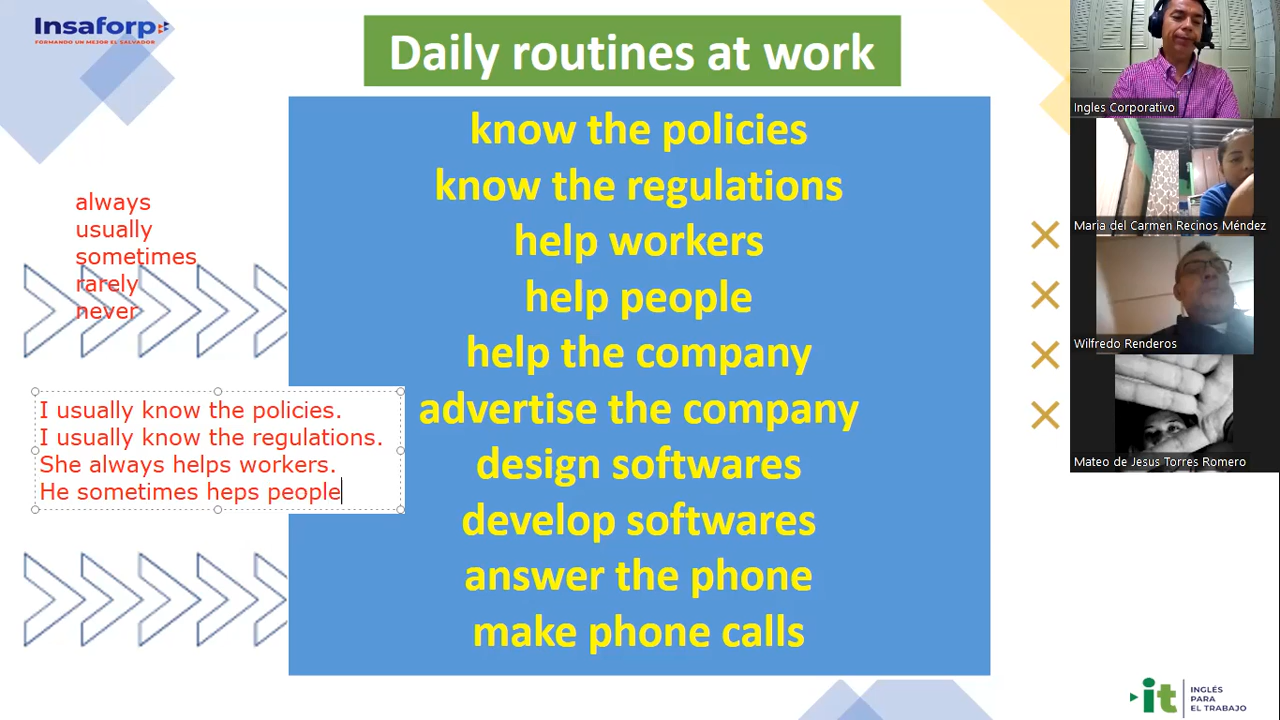 Insaforp
FORMANDO UN MEJOR EL SALVADOR
Daily routines at work
know the policies
know the regulations
help workers
help people
help the company
advertise the company
design softwares
develop softwares
answer the phone
make phone calls
always
usually
sometimes
rarely
never
I usually know the policies.
I usually know the regulations.
She always helps workers.
He sometimes heps people
Ingles Corporativo
Maria del Carmen Recinos Méndez
Wilfredo Renderos
Mateo de Jesus Torres Romero
it
INGLÉS
PARA
EL TRABAJO